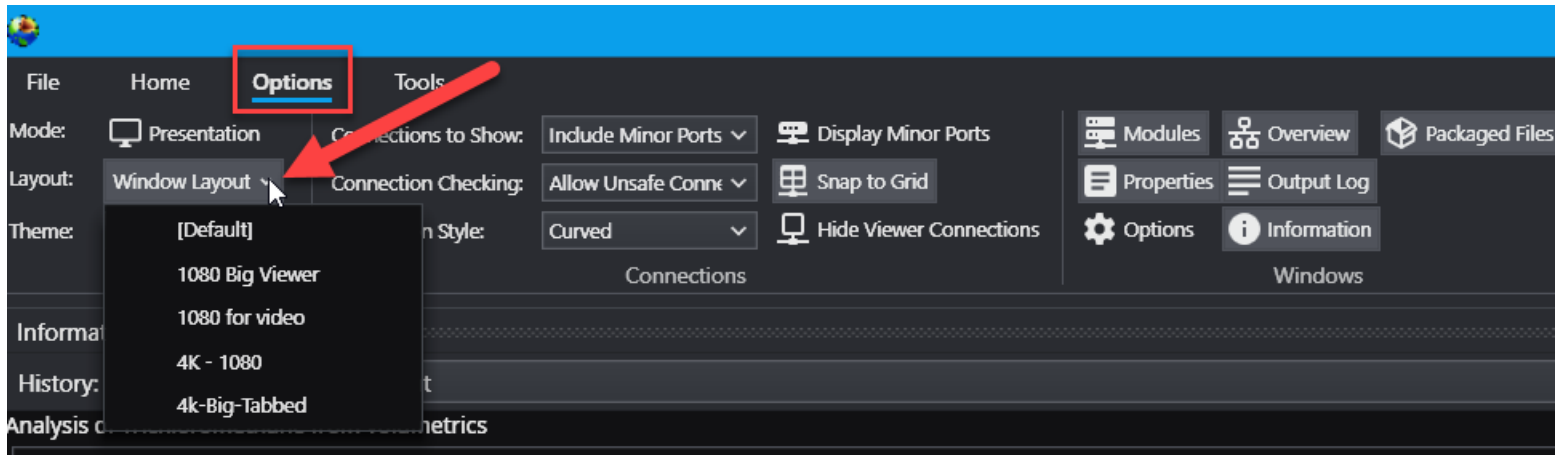 File Home Options Tools
Mode: Presentation Connections to Show: Include Minor Ports Display Minor Ports Modules Overview Packaged Files
Layout: Window Layout Connection Checking: Allow Unsafe Conne Snap to Grid Properties Output Log
Theme: n Style: Curved Hide Viewer Connections Options Information
[Default]
1080 Big Viewer
1080 for video
4K - 1080
4k-Big-Tabbed
Connections Windows
Informat
History: t
Analysis netrics